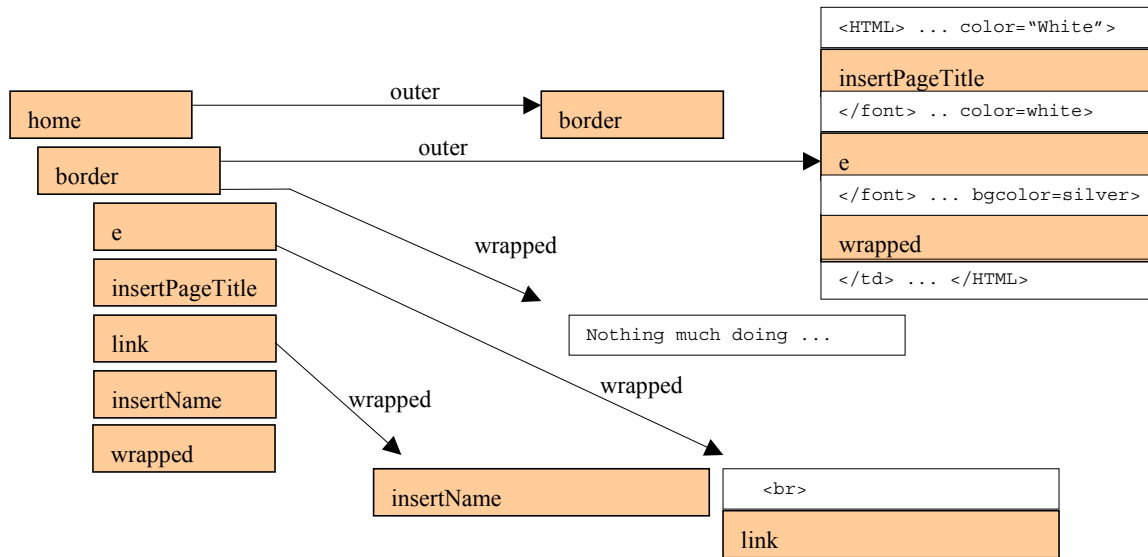 <HTML> ... color=“White”>
insertPageTitle
outer
home
border
</font> .. color=white>
outer
border
e
</font> ... bgcolor=silver>
e
wrapped
wrapped
insertPageTitle
</td> ... </HTML>
link
Nothing much doing ...
insertName
wrapped
wrapped
wrapped
insertName
<br>
link